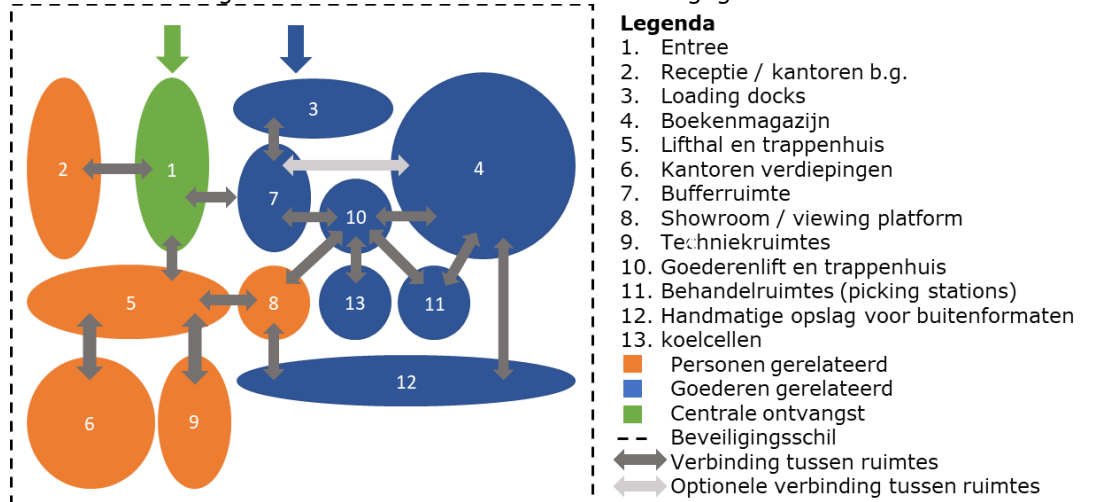 Legenda
1. Entree
2. Receptie / kantoren b.g.
3. Loading docks
4. Boekenmagazijn
5. Lifthal en trappenhuis
6. Kantoren verdiepingen
7. Bufferruimte
8. Showroom / viewing platform
9. Techniekruimtes
10. Goederenlift en trappenhuis
11. Behandelruimtes (picking stations)
12. Handmatige opslag voor buitenformaten
13. koelcellen
Personen gerelateerd
Goederen gerelateerd
Centrale ontvangst
Beveiligingsschil
Verbinding tussen ruimtes
Optionele verbinding tussen ruimtes
3
2
1
7
4
10
5
8
13
11
12
6
9